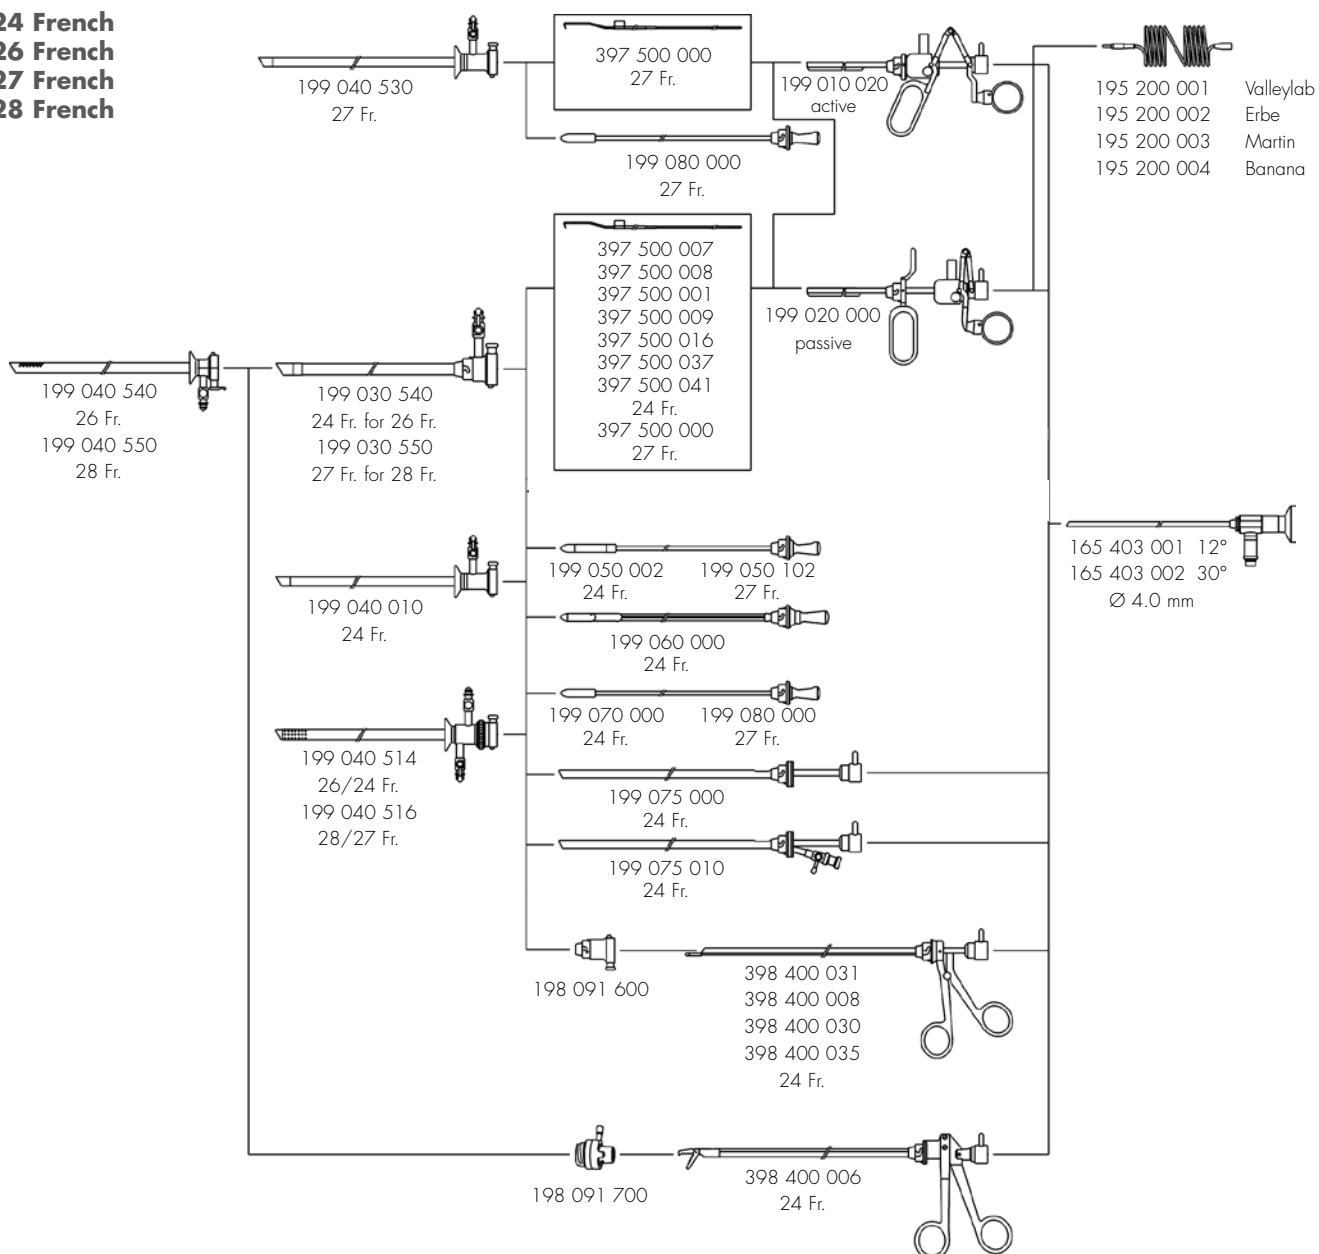 24 French
26 French
27 French
28 French
199 040 530
27 Fr.
397 500 000
27 Fr.
199 080 000
27 Fr.
199 010 020
active
195 200 001 Valleylab
195 200 002 Erbe
195 200 003 Martin
195 200 004 Banana
397 500 007
397 500 008
397 500 001
397 500 009
397 500 016
397 500 037
397 500 041
24 Fr.
397 500 000
27 Fr.
199 020 000
passive
199 040 540
26 Fr.
199 040 550
28 Fr.
199 030 540
24 Fr. for 26 Fr.
199 030 550
27 Fr. for 28 Fr.
165 403 001 12°
165 403 002 30°
Ø 4.0 mm
199 040 010
24 Fr.
199 050 002 199 050 102
24 Fr. 27 Fr.
199 060 000
24 Fr.
199 070 000 199 080 000
24 Fr. 27 Fr.
199 040 514
26/24 Fr.
199 040 516
28/27 Fr.
199 075 000
24 Fr.
199 075 010
24 Fr.
198 091 600
398 400 031
398 400 008
398 400 030
398 400 035
24 Fr.
198 091 700
398 400 006
24 Fr.